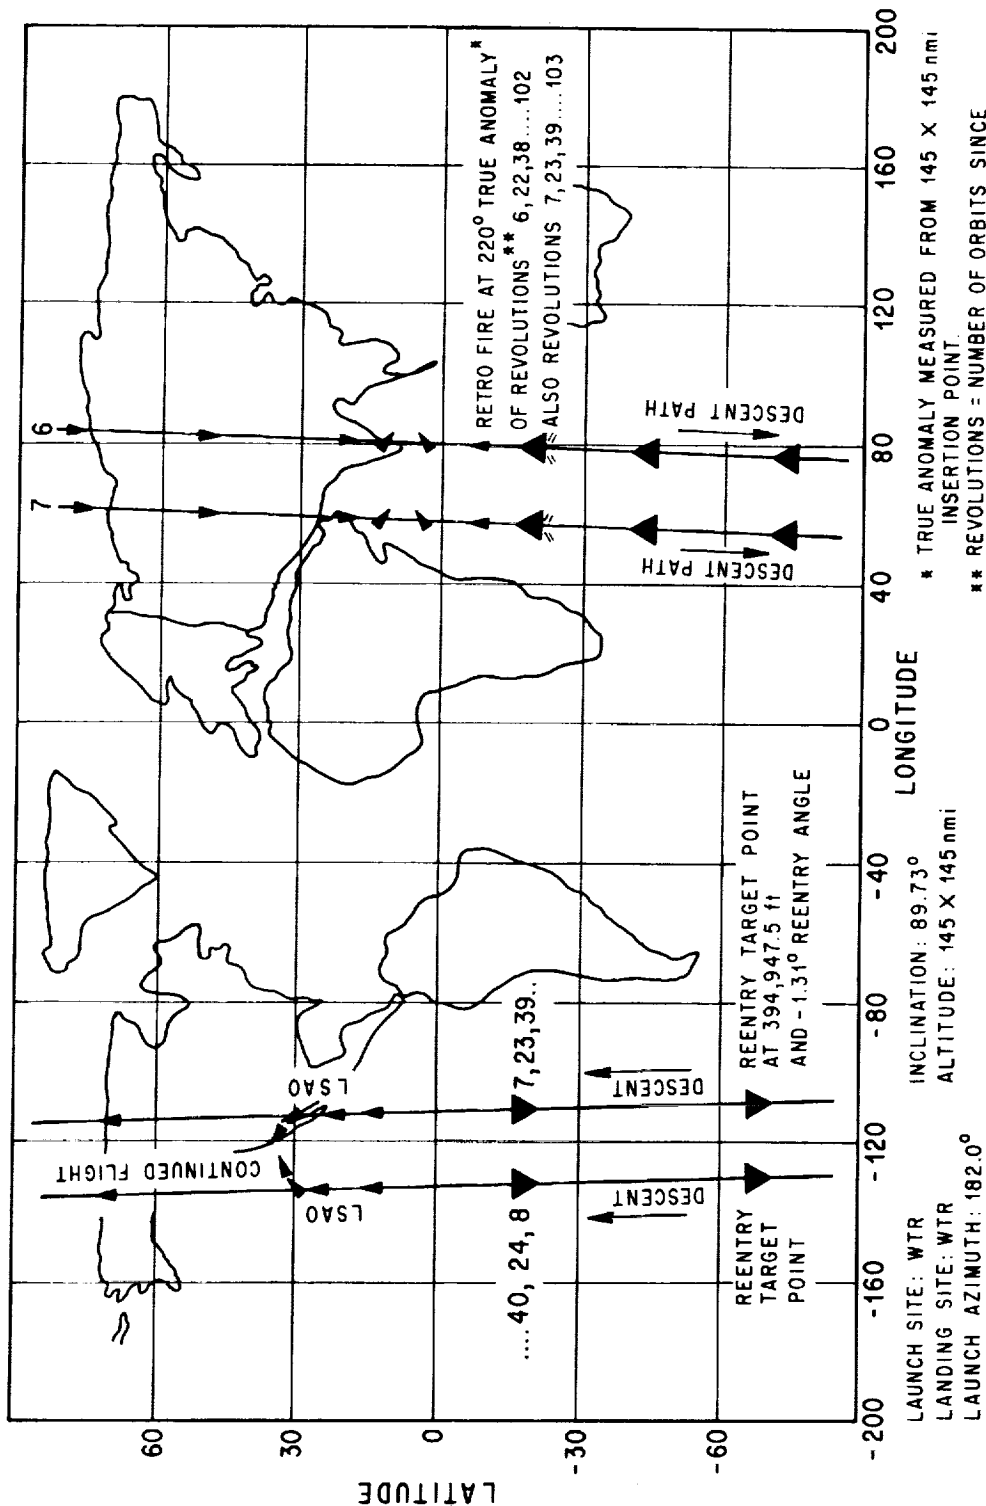 LATITUDE
60
30
0
-30
-60
-200
-160
-120
-80
-40
0
40
80
120
160
200
LONGITUDE
6
7
RETRO FIRE AT 220° TRUE ANOMALY*
OF REVOLUTIONS** 6,22,38....102
ALSO REVOLUTIONS 7,23,39....103
DESCENT PATH
DESCENT PATH
CONTINUED FLIGHT
LSAO
LSAO
....40, 24, 8
7,23,39..
DESCENT
DESCENT
REENTRY
TARGET
POINT
REENTRY TARGET POINT
AT 394,947.5 ft
AND -1.31° REENTRY ANGLE
LAUNCH SITE: WTR
LANDING SITE: WTR
LAUNCH AZIMUTH: 182.0°
INCLINATION: 89.73°
ALTITUDE: 145 X 145 nmi
* TRUE ANOMALY MEASURED FROM 145 X 145 nmi
INSERTION POINT.
** REVOLUTIONS = NUMBER OF ORBITS SINCE